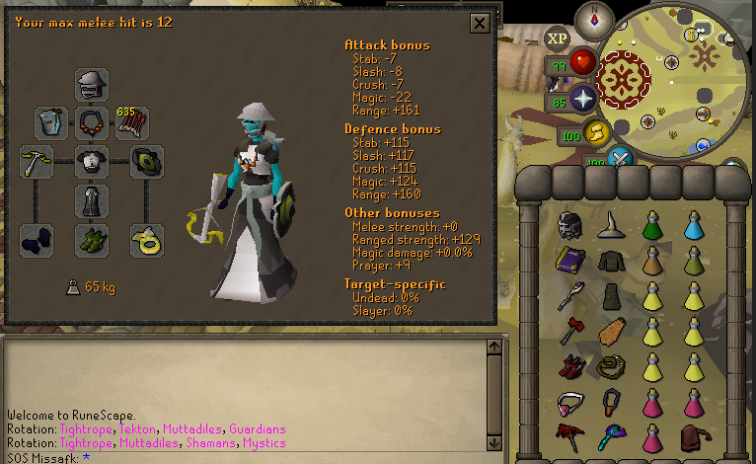 Your max melee hit is 12
Attack bonus
Stab: -7
Slash: -8
Crush: -7
Magic: -22
Range: +161
Defence bonus
Stab: +115
Slash: +117
Crush: +115
Magic: +124
Range: +160
Other bonuses
Melee strength: +0
Ranged strength: +129
Magic damage: +0.0%
Prayer: +9
Target-specific
Undead: 0%
Slayer: 0%
635
65 kg
N
XP
99
85
100
100
Welcome to RuneScape.
Rotation: Tightrope, Tekton, Muttadiles, Guardians
Rotation: Tightrope, Muttadiles, Shamans, Mystics
SOS Missafk: *